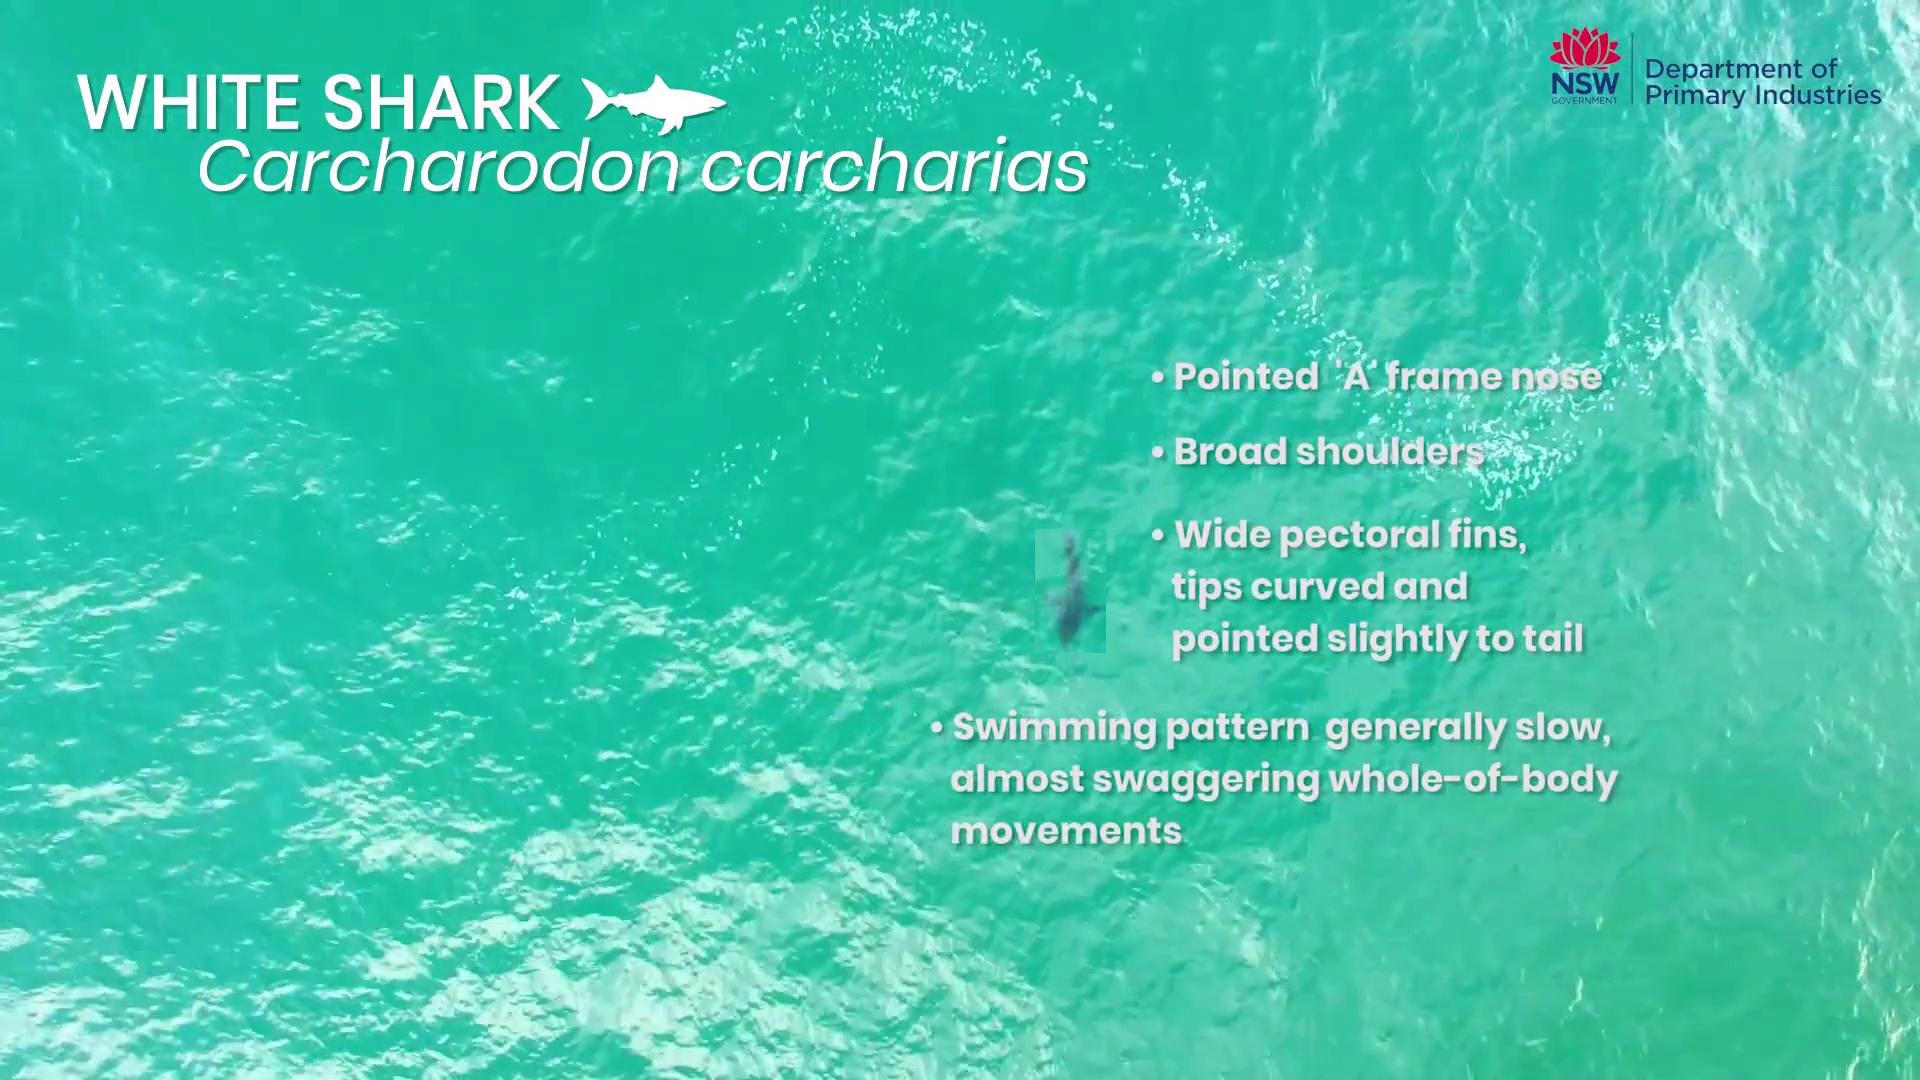 WHITE SHARK
Carcharodon carcharias
NSW
GOVERNMENT
Department of
Primary Industries
• Pointed 'A' frame nose
• Broad shoulders
• Wide pectoral fins,
tips curved and
pointed slightly to tail
• Swimming pattern generally slow,
almost swaggering whole-of-body
movements